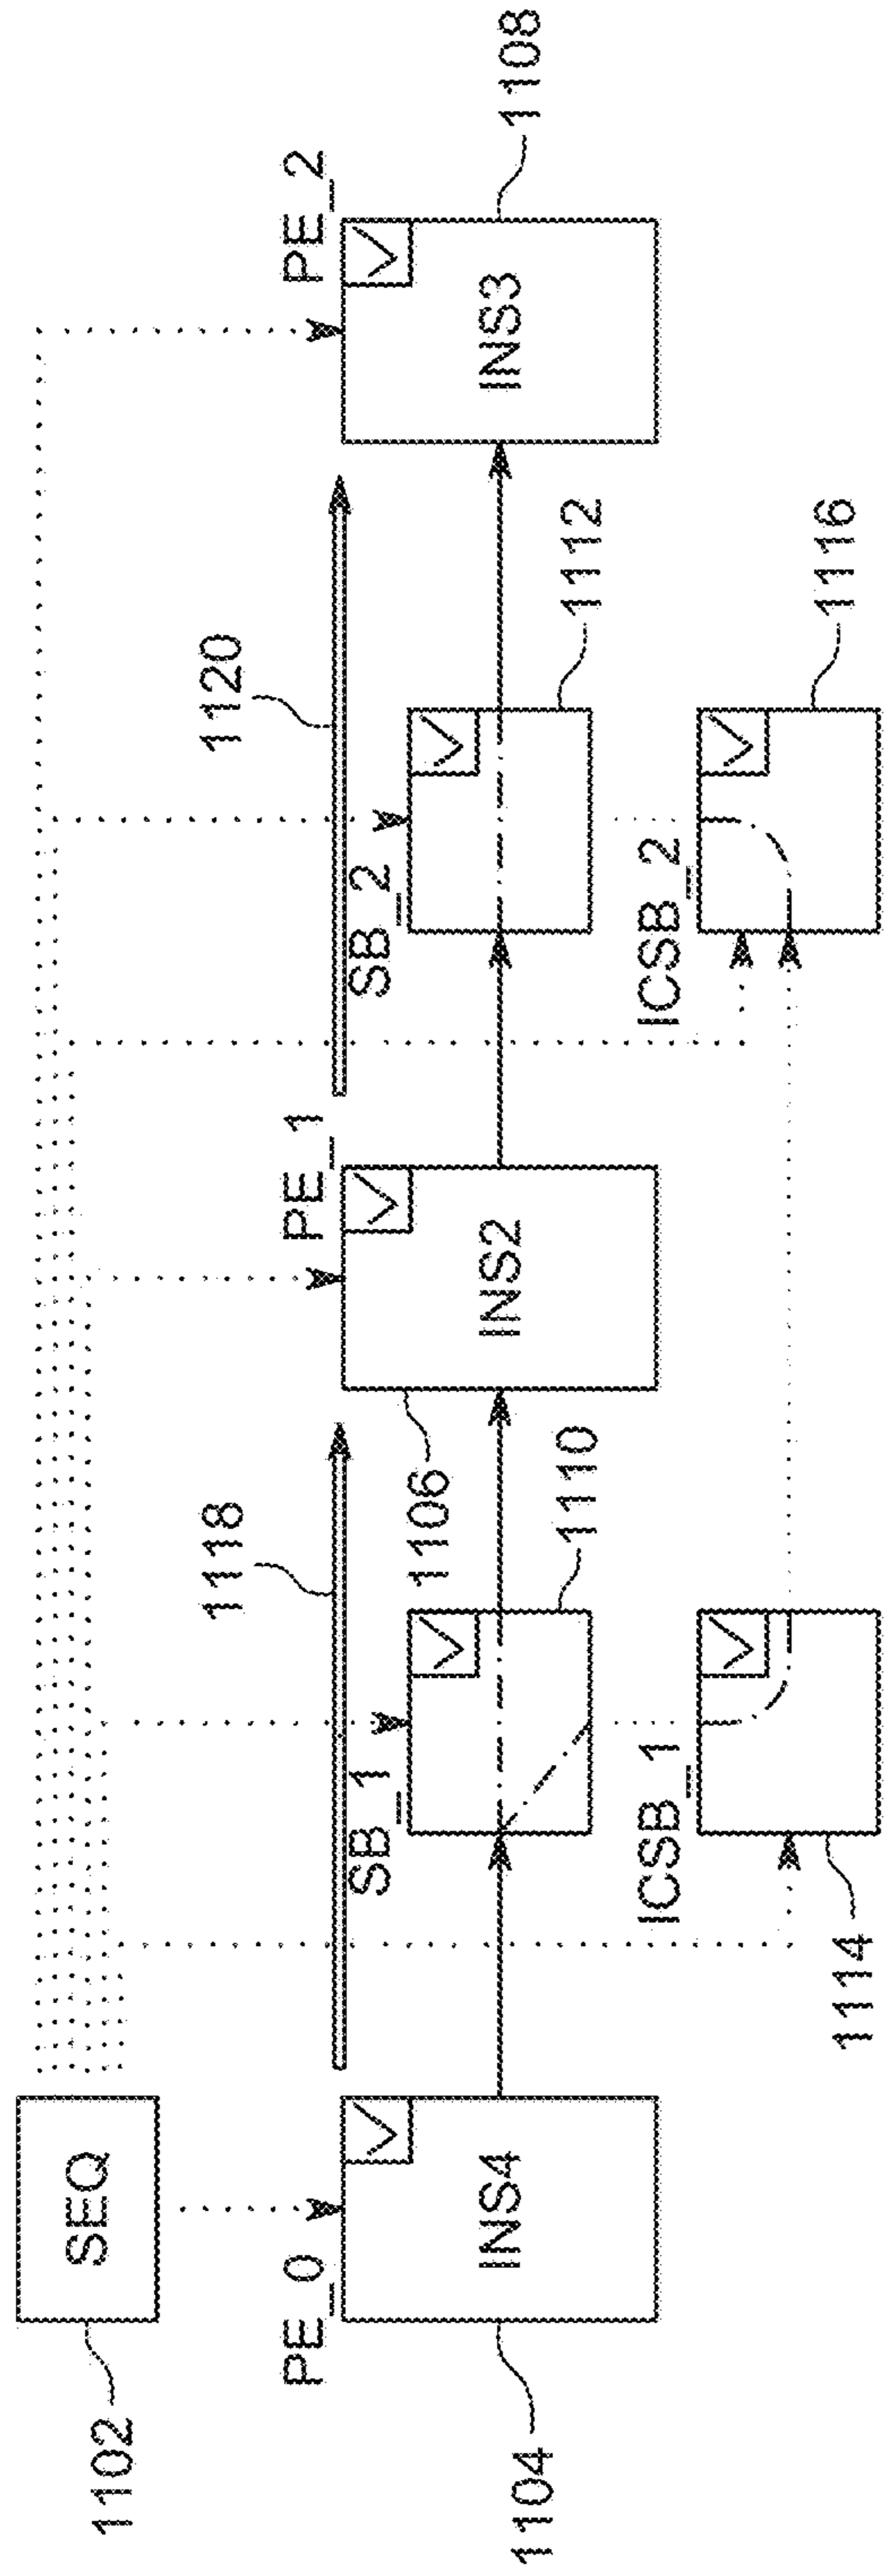 1102
SEQ
PE_0
INS4
1104
1118
SB_1
1110
ICSB_1
1114
PE_1
INS2
1106
1120
SB_2
1112
ICSB_2
1116
PE_2
INS3
1108